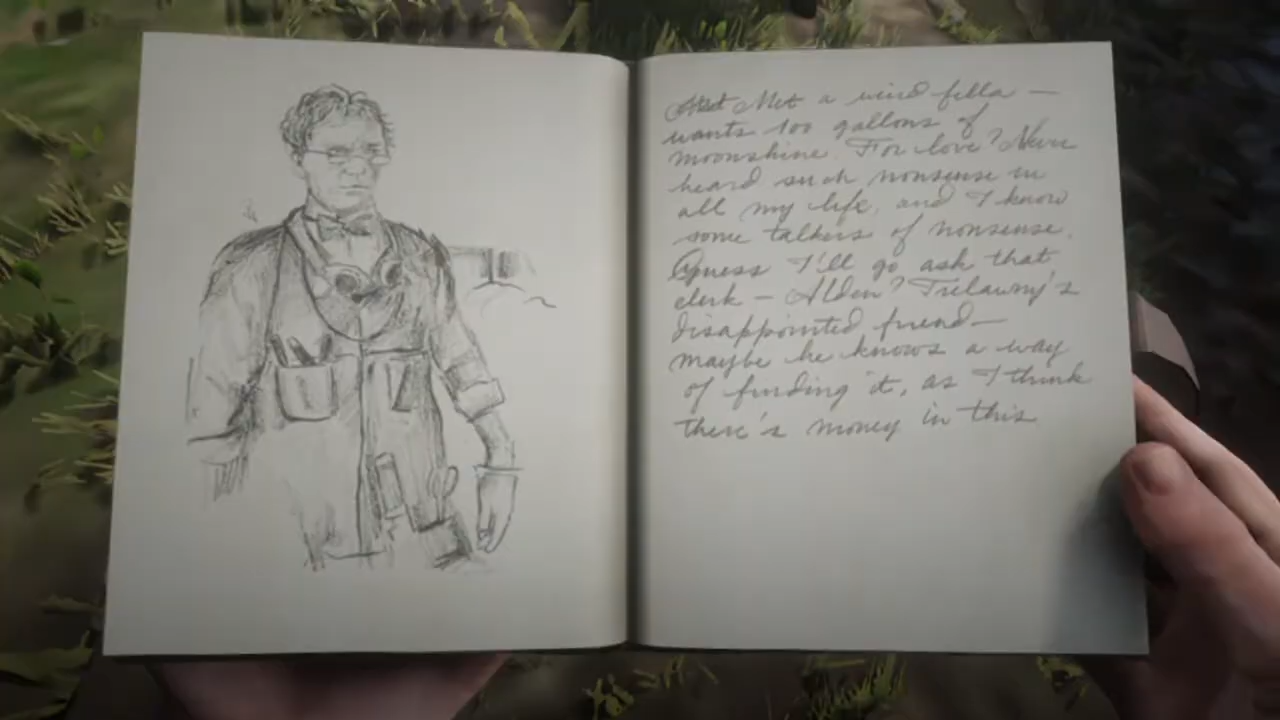 Met a weird fella —
wants 100 gallons of
moonshine. For love? Never
heard such nonsense in
all my life, and I know
some talkers of nonsense.
Guess I'll go ask that
clerk – Alden? Trelawny's
disappointed friend –
maybe he knows a way
of finding it, as I think
there's money in this